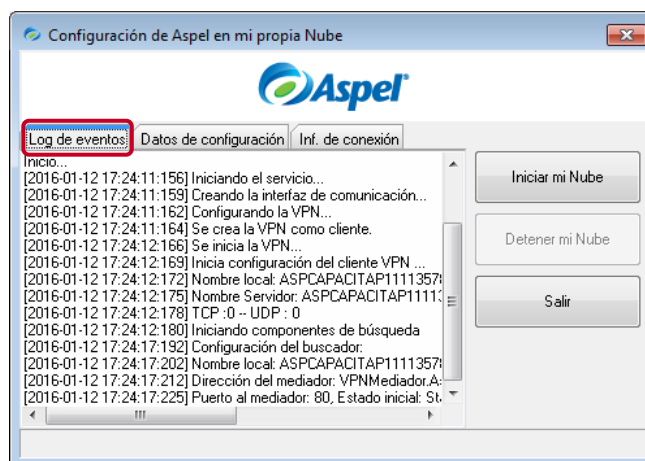 Configuración de Aspel en mi propia Nube
Aspel®
Log de eventos Datos de configuración Inf. de conexión
Inicio...
[2016-01-12 17:24:11:156] Iniciando el servicio...
[2016-01-12 17:24:11:159] Creando la interfaz de comunicación...
[2016-01-12 17:24:11:162] Configurando la VPN...
[2016-01-12 17:24:11:164] Se crea la VPN como cliente.
[2016-01-12 17:24:12:166] Se inicia la VPN...
[2016-01-12 17:24:12:169] Inicia configuración del cliente VPN ...
[2016-01-12 17:24:12:172] Nombre local: ASPCAPACITAP1111357
[2016-01-12 17:24:12:175] Nombre Servidor: ASPCAPACITAP1111
[2016-01-12 17:24:12:178] TCP :0 -- UDP : 0
[2016-01-12 17:24:12:180] Iniciando componentes de búsqueda
[2016-01-12 17:24:17:192] Configuración del buscador:
[2016-01-12 17:24:17:202] Nombre local: ASPCAPACITAP1111357
[2016-01-12 17:24:17:212] Dirección del mediador: VPNMediador.A
[2016-01-12 17:24:17:225] Puerto al mediador: 80, Estado inicial: St
Iniciar mi Nube
Detener mi Nube
Salir